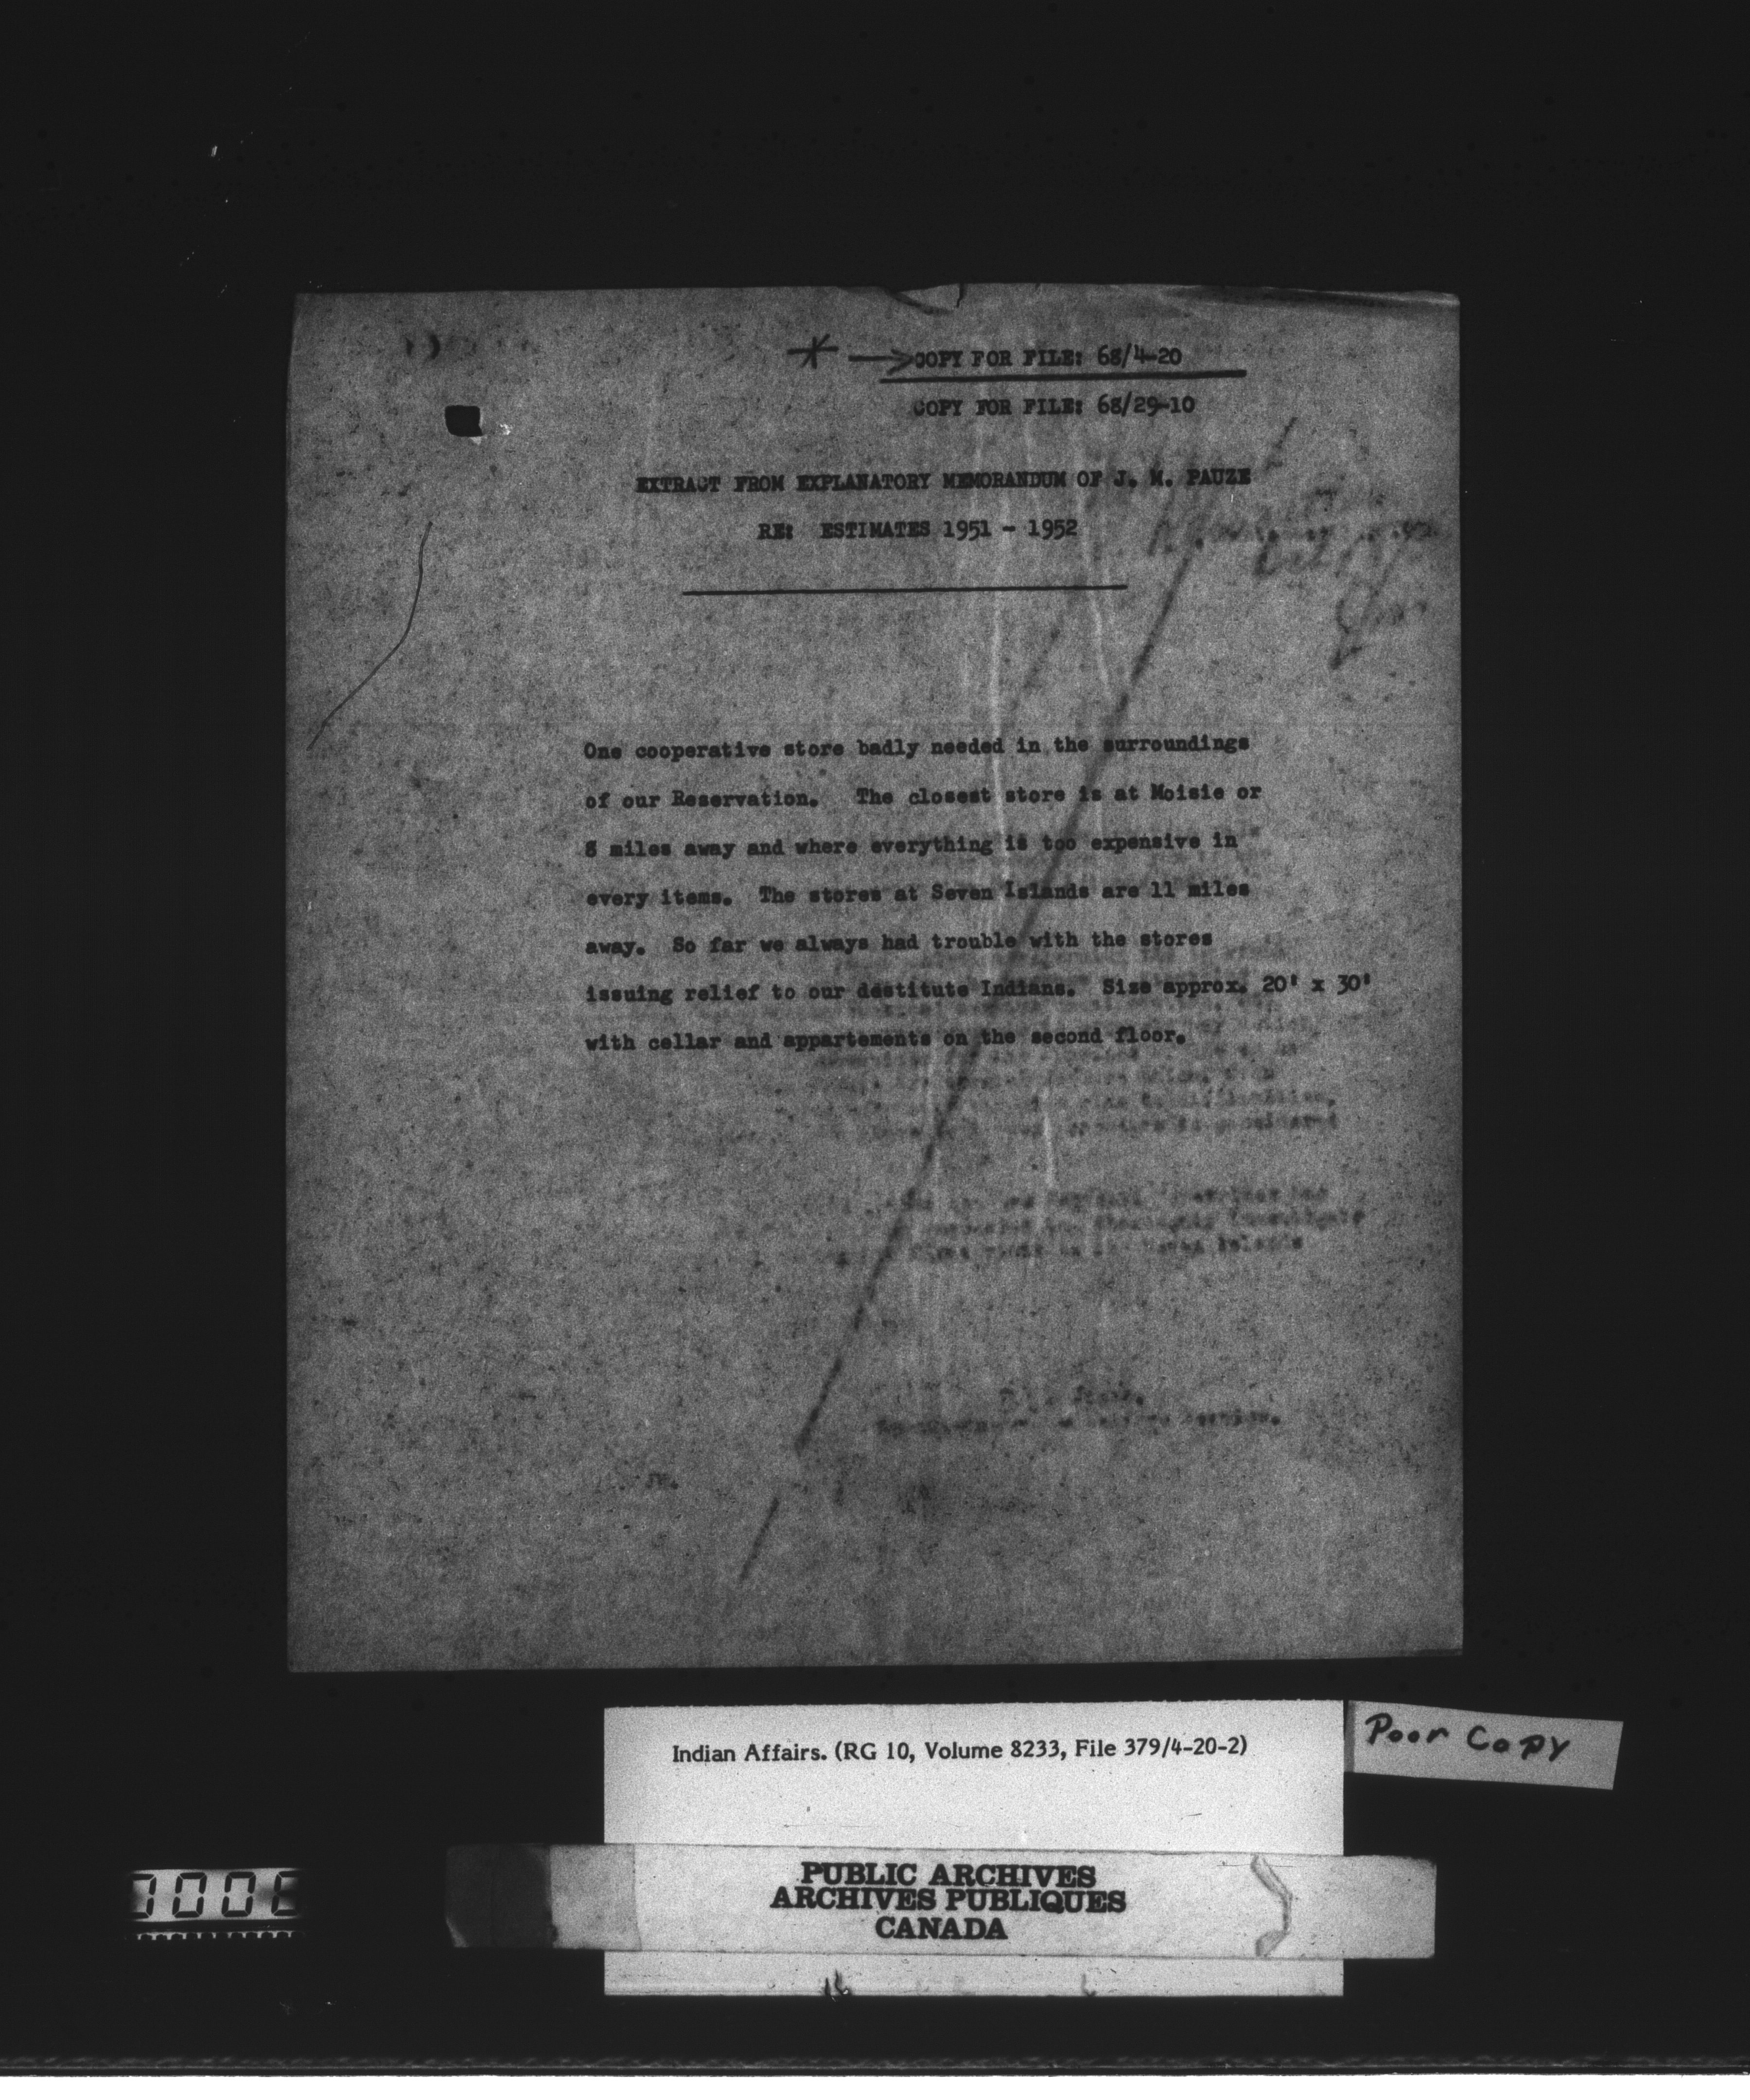 COPY FOR FILE: 68/4-20
COPY FOR FILE: 68/29-10
EXTRACT FROM EXPLANATORY MEMORANDUM OF J. M. PAUZE
RE: ESTIMATES 1951 - 1952
One cooperative store badly needed in the surroundings
of our Reservation. The closest store is at Moisie or
8 miles away and where everything is too expensive in
every items. The stores at Seven Islands are 11 miles
away. So far we always had trouble with the stores
issuing relief to our destitute Indians. Size approx. 20' x 30'
with cellar and appartements on the second floor.
Indian Affairs. (RG 10, Volume 8233, File 379/4-20-2)
Poor Copy
PUBLIC ARCHIVES
ARCHIVES PUBLIQUES
CANADA